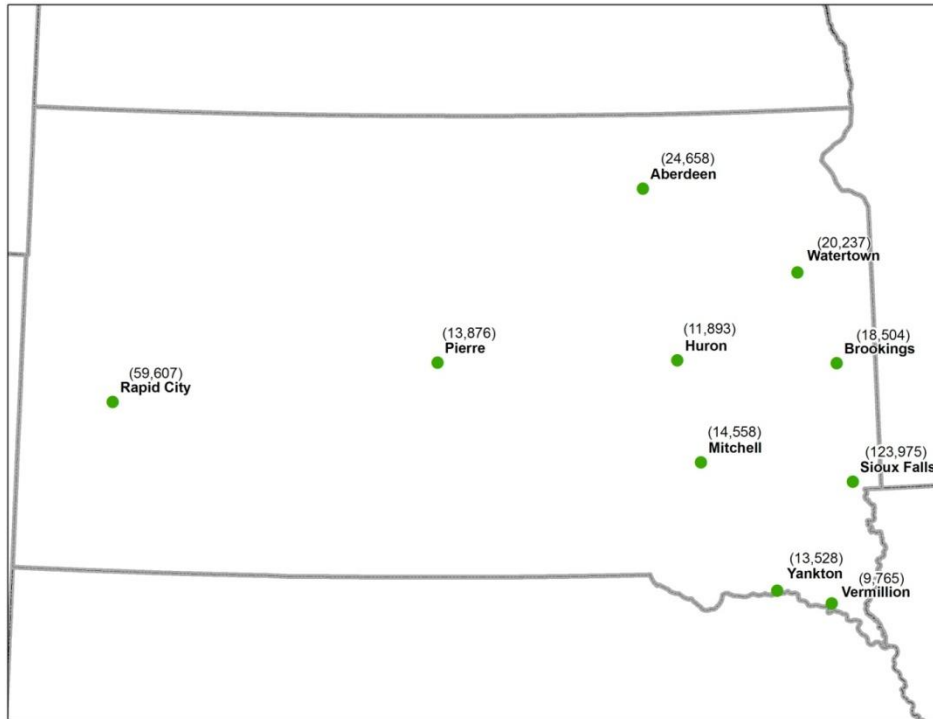 (24,658)
Aberdeen
(20,237)
Watertown
(13,876)
Pierre
(11,893)
Huron
(18,504)
Brookings
(59,607)
Rapid City
(14,558)
Mitchell
(123,975)
Sioux Falls
(13,528)
Yankton
(9,765)
Vermillion